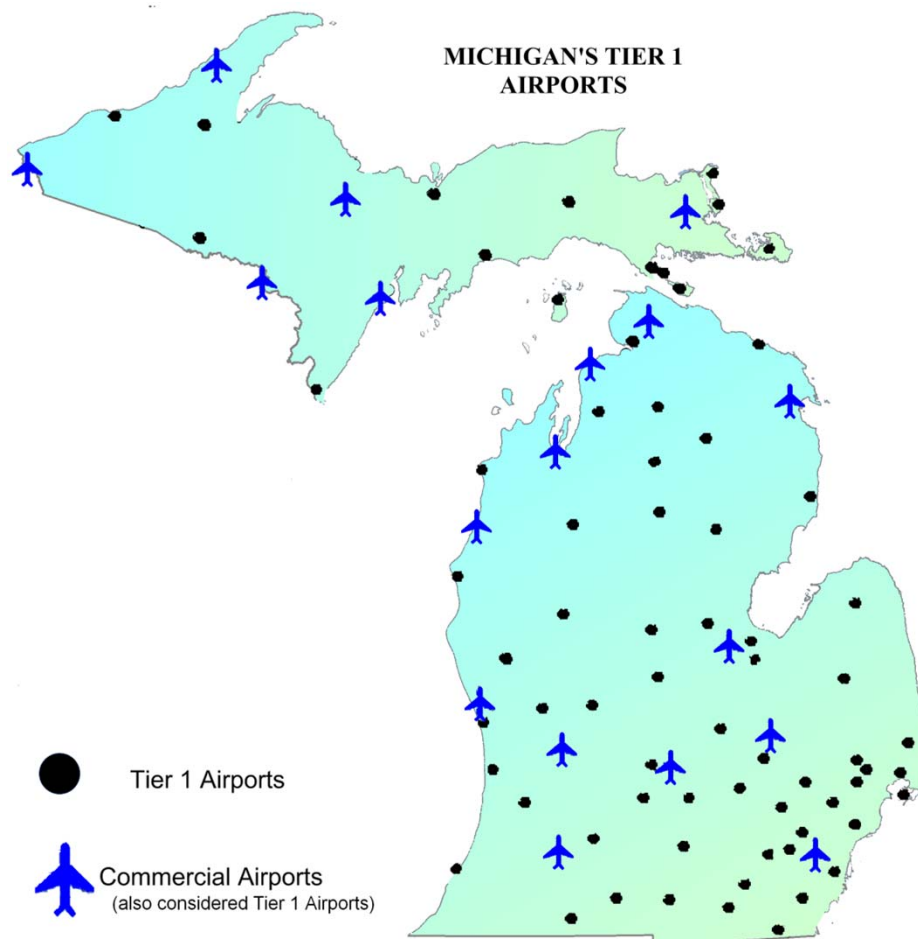 MICHIGAN'S TIER 1
AIRPORTS
Tier 1 Airports
Commercial Airports
(also considered Tier 1 Airports)